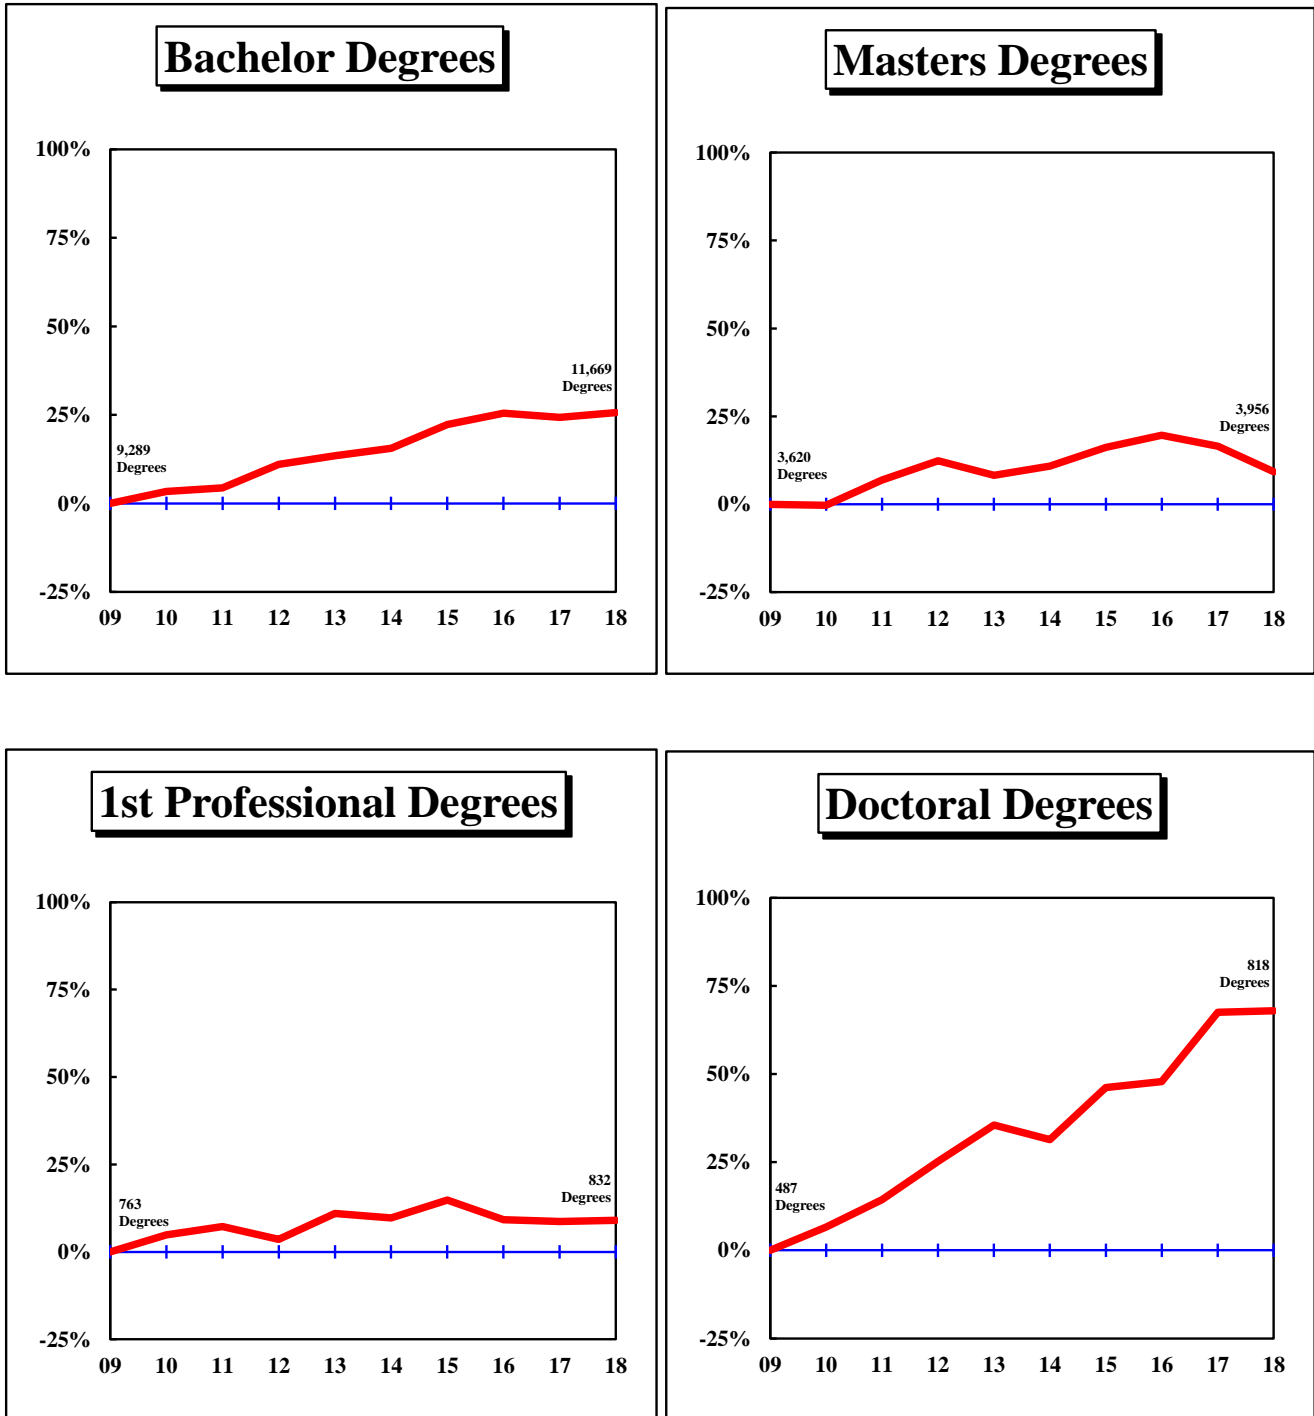 Bachelor Degrees
100%
75%
50%
11,669
Degrees
25%
9,289
Degrees
0%
-25%
09 10 11 12 13 14 15 16 17 18
Masters Degrees
100%
75%
50%
25%
3,956
Degrees
3,620
Degrees
0%
-25%
09 10 11 12 13 14 15 16 17 18
1st Professional Degrees
100%
75%
50%
25%
832
Degrees
763
Degrees
0%
-25%
09 10 11 12 13 14 15 16 17 18
Doctoral Degrees
100%
818
Degrees
75%
50%
25%
487
Degrees
0%
-25%
09 10 11 12 13 14 15 16 17 18